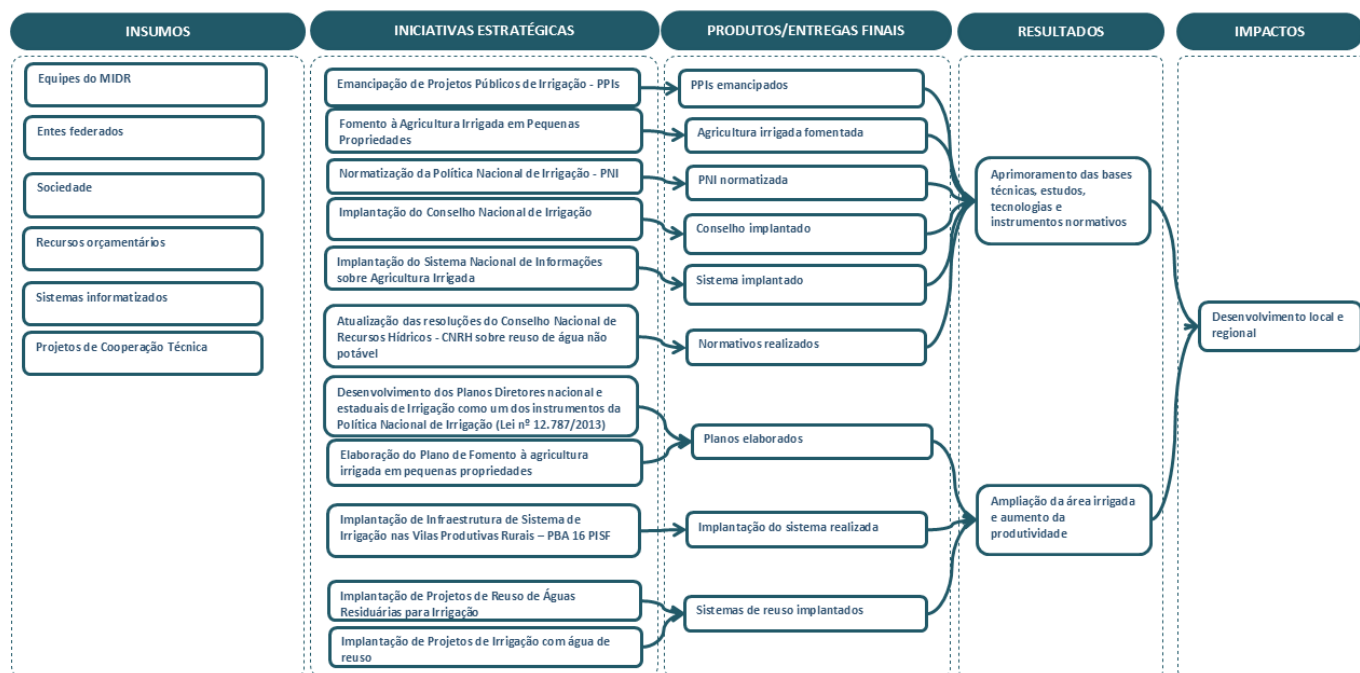 INSUMOS
INICIATIVAS ESTRATÉGICAS
PRODUTOS/ENTREGAS FINAIS
RESULTADOS
IMPACTOS
Equipes do MIDR
Entes federados
Sociedade
Recursos orçamentários
Sistemas informatizados
Projetos de Cooperação Técnica
Emancipação de Projetos Públicos de Irrigação - PPIs
Fomento à Agricultura Irrigada em Pequenas
Propriedades
Normatização da Política Nacional de Irrigação - PNI
Implantação do Conselho Nacional de Irrigação
Implantação do Sistema Nacional de Informações
sobre Agricultura Irrigada
Atualização das resoluções do Conselho Nacional de
Recursos Hídricos - CNRH sobre reuso de água não
potável
Desenvolvimento dos Planos Diretores nacional e
estaduais de Irrigação como um dos instrumentos da
Política Nacional de Irrigação (Lei nº 12.787/2013)
Elaboração do Plano de Fomento à agricultura
irrigada em pequenas propriedades
Implantação de Infraestrutura de Sistema de
Irrigação nas Vilas Produtivas Rurais – PBA 16 PISF
Implantação de Projetos de Reuso de Águas
Residuárias para Irrigação
Implantação de Projetos de Irrigação com água de
reuso
PPIs emancipados
Agricultura irrigada fomentada
PNI normatizada
Conselho implantado
Sistema implantado
Normativos realizados
Planos elaborados
Implantação do sistema realizada
Sistemas de reuso implantados
Aprimoramento das bases
técnicas, estudos,
tecnologias e
instrumentos normativos
Ampliação da área irrigada
e aumento da
produtividade
Desenvolvimento local e
regional